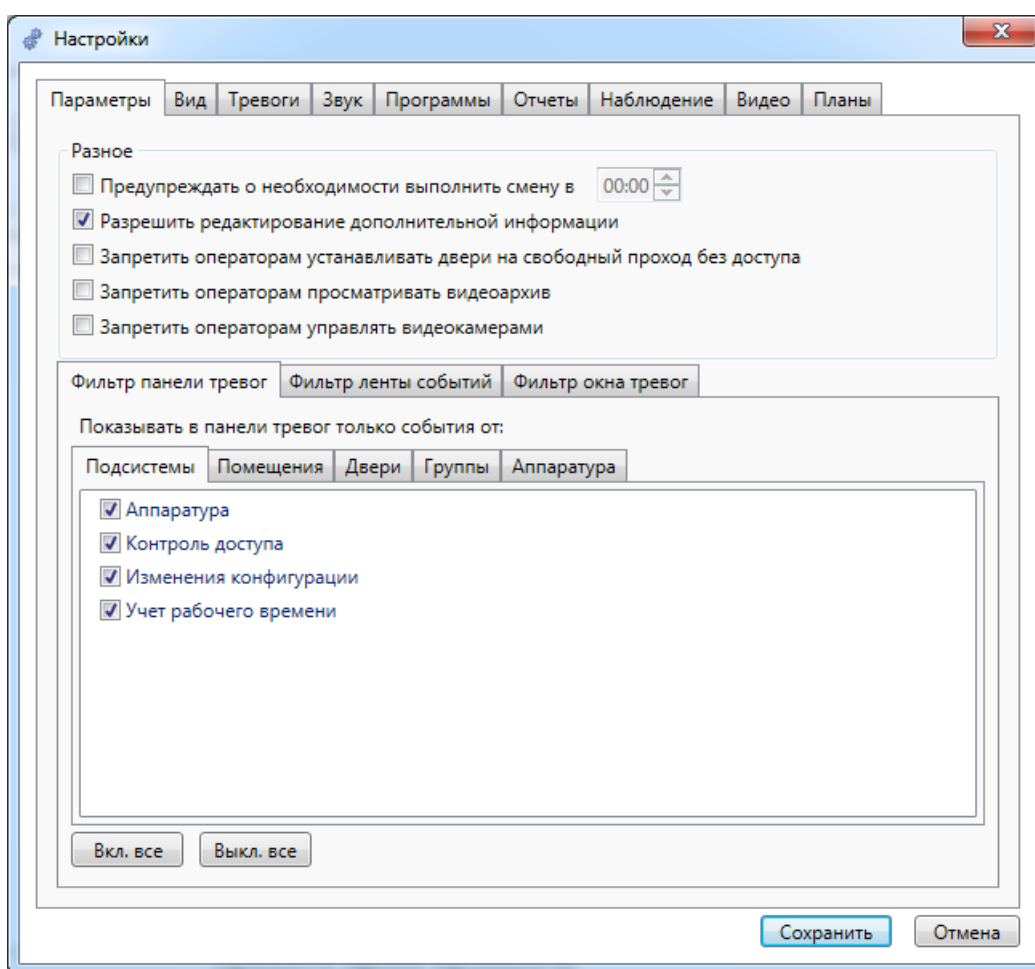 Настройки
Параметры Вид Тревоги Звук Программы Отчеты Наблюдение Видео Планы
Разное
Предупреждать о необходимости выполнить смену в 00:00
Разрешить редактирование дополнительной информации
Запретить операторам устанавливать двери на свободный проход без доступа
Запретить операторам просматривать видеоархив
Запретить операторам управлять видеокамерами
Фильтр панели тревог Фильтр ленты событий Фильтр окна тревог
Показывать в панели тревог только события от:
Подсистемы Помещения Двери Группы Аппаратура
Аппаратура
Контроль доступа
Изменения конфигурации
Учет рабочего времени
Вкл. все Выкл. все
Сохранить Отмена